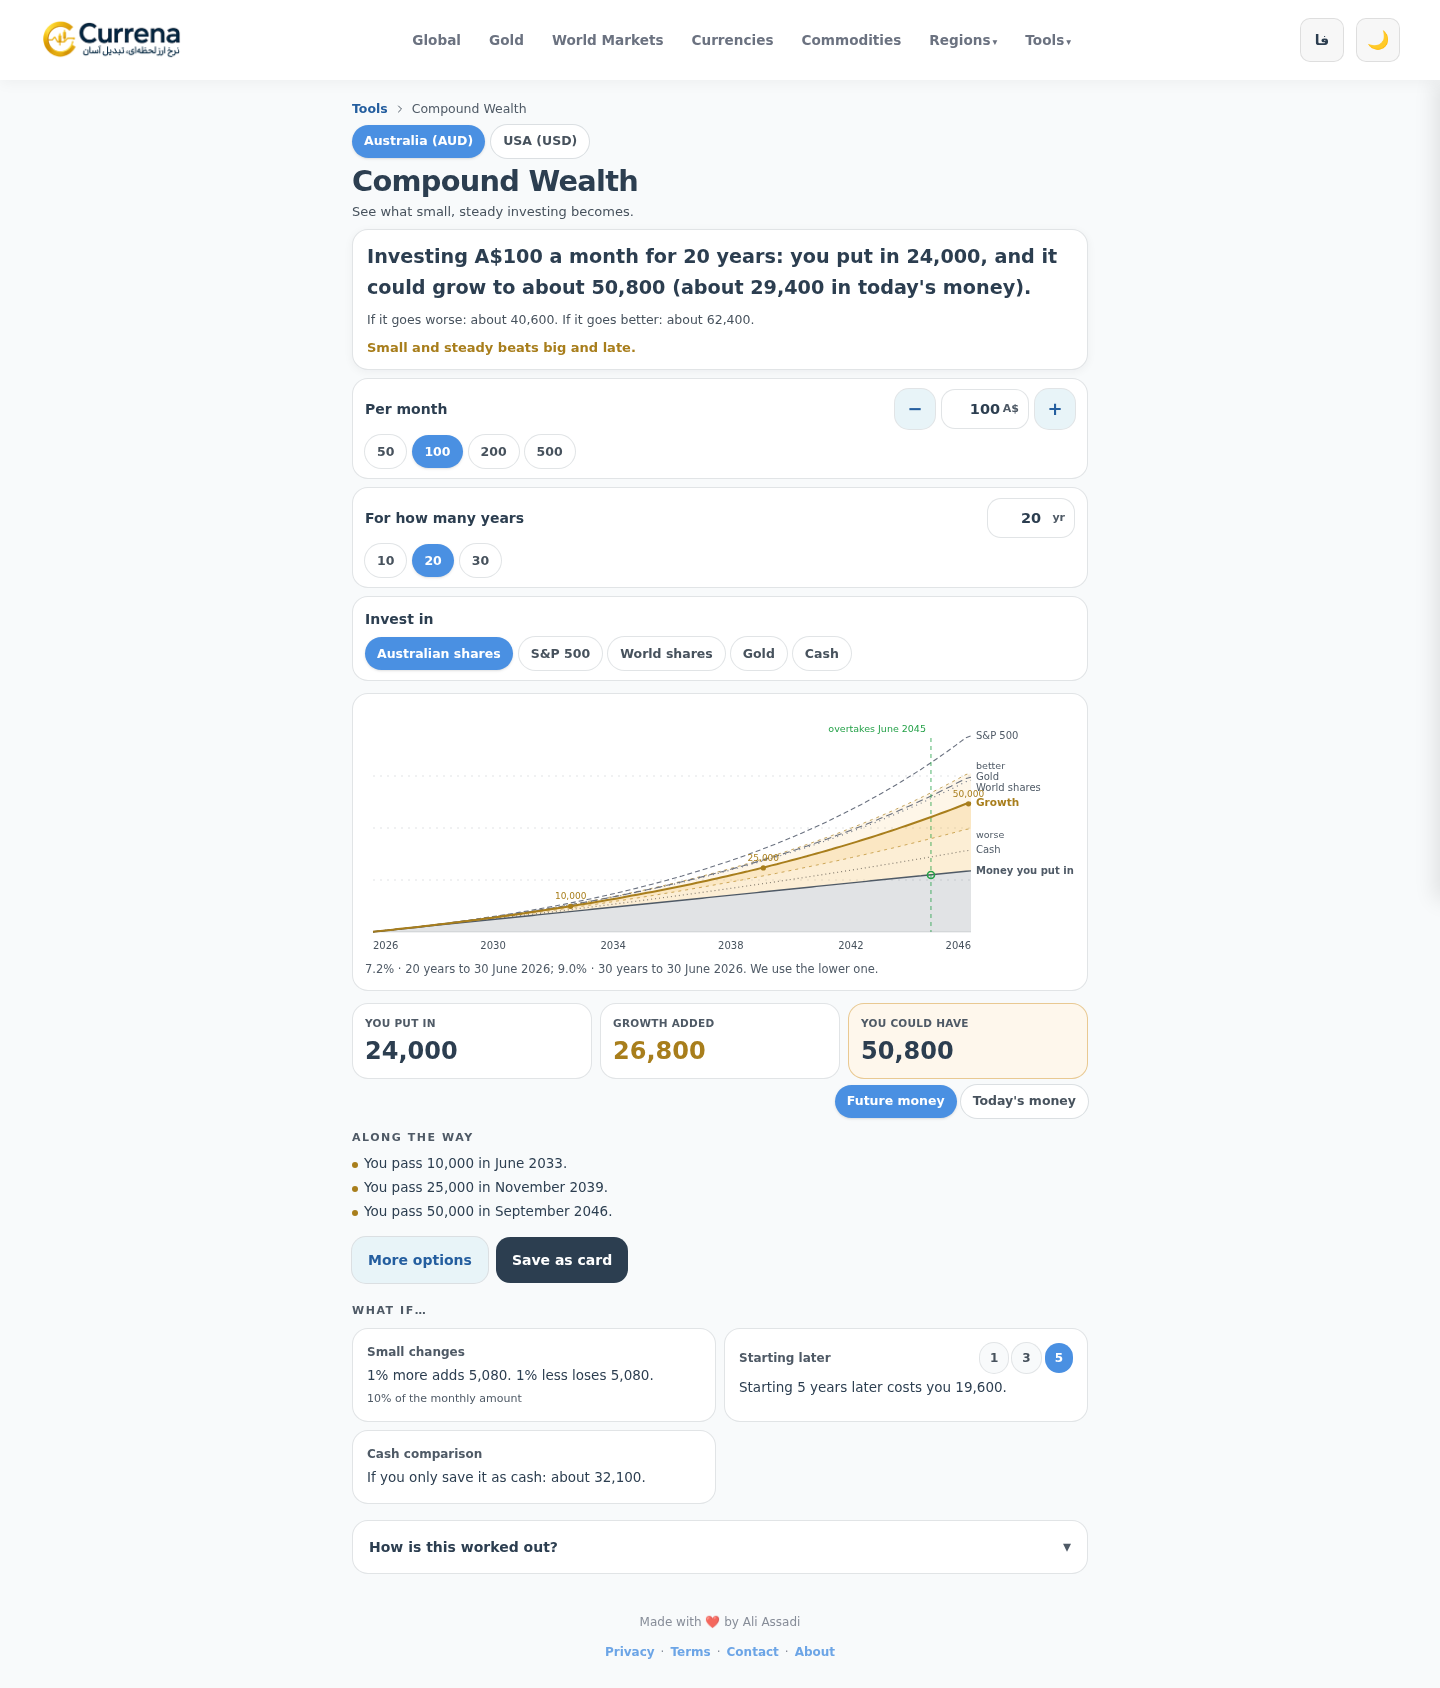 Currena
نرخ ارز لحظه‌ای، تبدیل آسان
Global
Gold
World Markets
Currencies
Commodities
Regions ▾
Tools ▾
فا
Tools › Compound Wealth
Australia (AUD)
USA (USD)
Compound Wealth
See what small, steady investing becomes.
Investing A$100 a month for 20 years: you put in 24,000, and it
could grow to about 50,800 (about 29,400 in today's money).
If it goes worse: about 40,600. If it goes better: about 62,400.
Small and steady beats big and late.
Per month
−
100 A$
+
50
100
200
500
For how many years
20 yr
10
20
30
Invest in
Australian shares
S&P 500
World shares
Gold
Cash
overtakes June 2045
S&P 500
better
Gold
World shares
50,000
Growth
worse
25,000
Cash
Money you put in
10,000
2026
2030
2034
2038
2042
2046
7.2% · 20 years to 30 June 2026; 9.0% · 30 years to 30 June 2026. We use the lower one.
YOU PUT IN
24,000
GROWTH ADDED
26,800
YOU COULD HAVE
50,800
Future money
Today's money
ALONG THE WAY
You pass 10,000 in June 2033.
You pass 25,000 in November 2039.
You pass 50,000 in September 2046.
More options
Save as card
WHAT IF…
Small changes
1% more adds 5,080. 1% less loses 5,080.
10% of the monthly amount
Starting later
1
3
5
Starting 5 years later costs you 19,600.
Cash comparison
If you only save it as cash: about 32,100.
How is this worked out?
▾
Made with ❤️ by Ali Assadi
Privacy · Terms · Contact · About